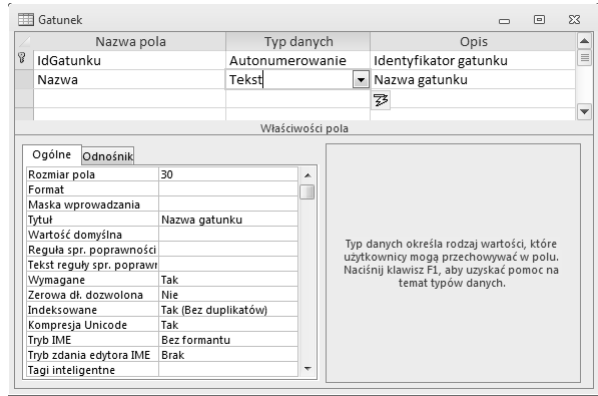 Gatunek
Nazwa pola Typ danych Opis
IdGatunku Autonumerowanie Identyfikator gatunku
Nazwa Tekst Nazwa gatunku
Właściwości pola
Ogólne Odnośnik
Rozmiar pola 30
Format
Maska wprowadzania
Tytuł Nazwa gatunku
Wartość domyślna
Reguła spr. poprawności
Tekst reguły spr. poprawn
Wymagane Tak
Zerowa dł. dozwolona Nie
Indeksowane Tak (Bez duplikatów)
Kompresja Unicode Tak
Tryb IME Bez formantu
Tryb zdania edytora IME Brak
Tagi inteligentne
Typ danych określa rodzaj wartości, które
użytkownicy mogą przechowywać w polu.
Naciśnij klawisz F1, aby uzyskać pomoc na
temat typów danych.